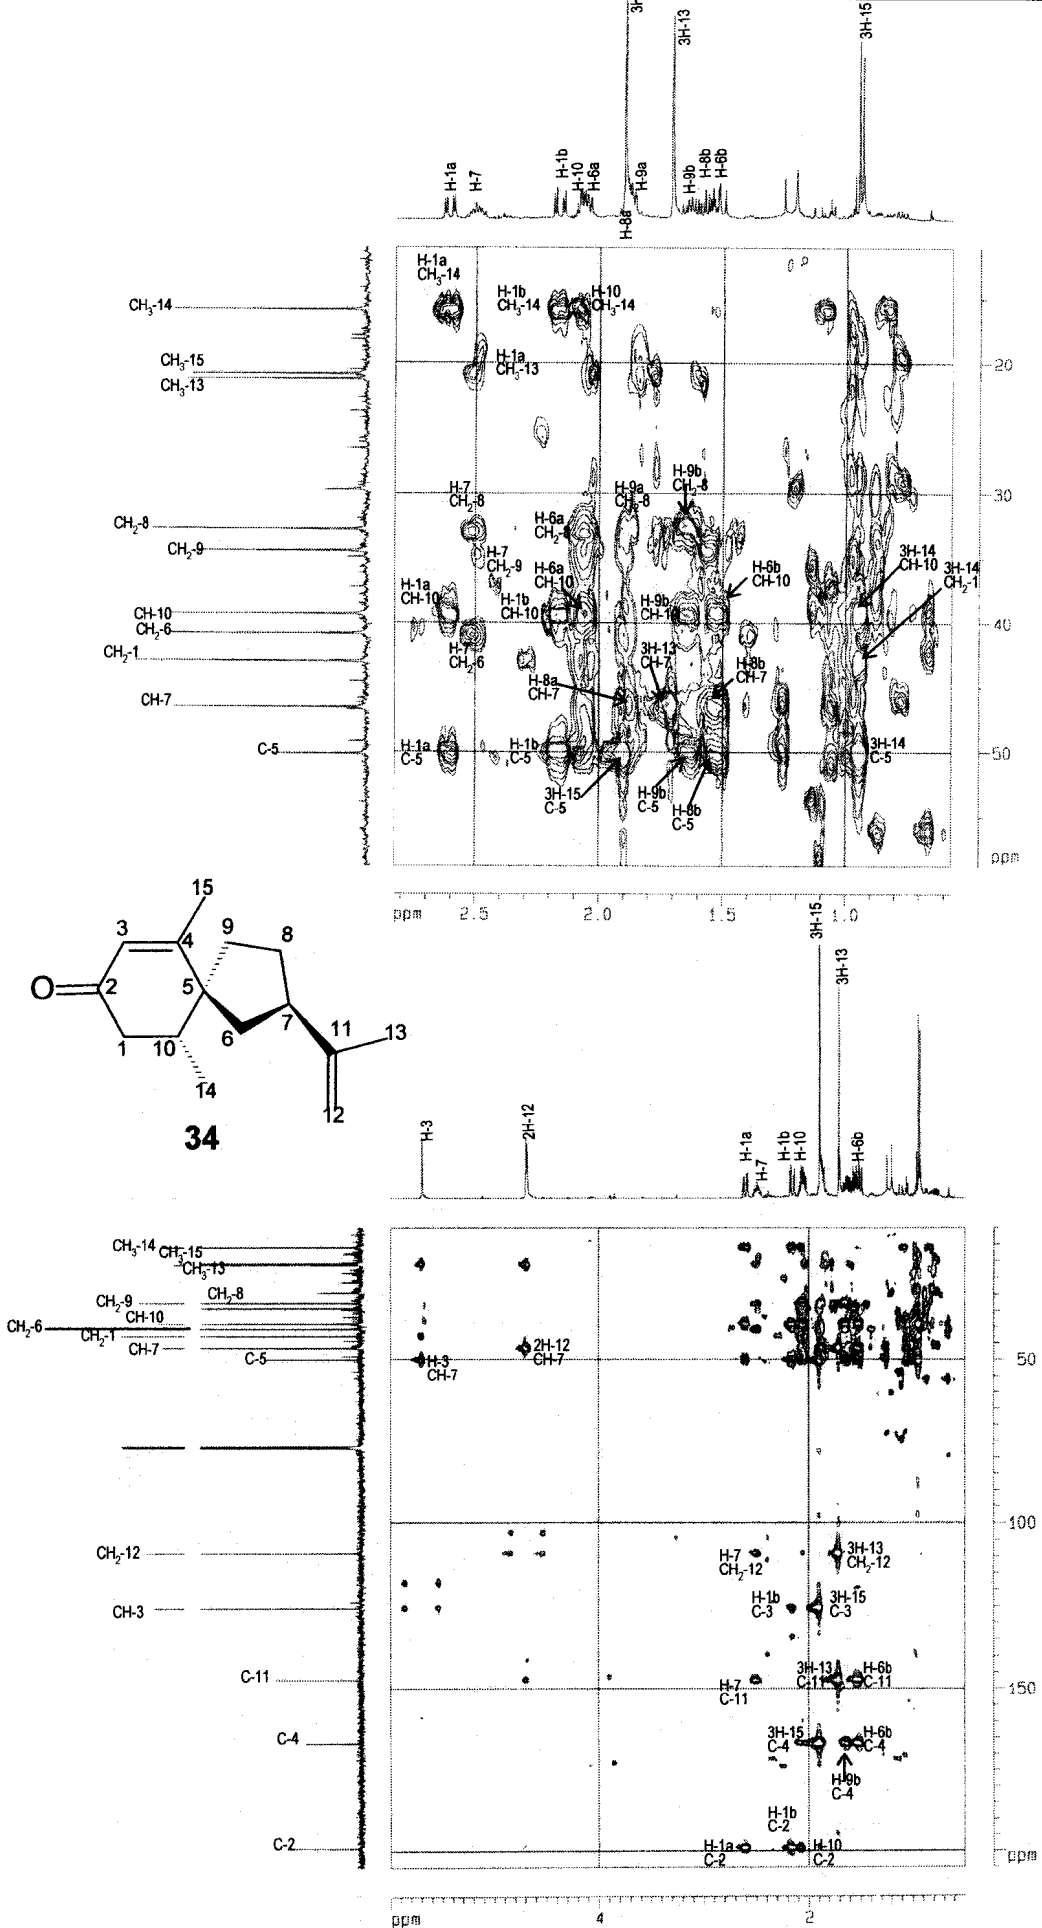 3H
3H-13
3H-15
H-1a
H-7
H-1b
H-10
H-6a
H-8a
H-9a
H-9b
H-8b
H-6b
CH3-14
CH3-15
CH3-13
CH2-8
CH2-9
CH-10
CH2-6
CH2-1
CH-7
C-5
H-1a
CH3-14
H-1b
CH3-14
H-10
CH3-14
H-1a
CH3-13
H-7
CH2-8
H-6a
CH2-8
H-9a
CH2-8
H-9b
CH2-8
H-7
CH2-9
H-1a
CH-10
H-1b
CH-10
H-6a
CH-10
H-9b
CH-10
H-6b
CH-10
3H-14
CH-10
3H-14
CH2-1
H-7
CH2-6
H-8a
CH-7
3H-13
CH-7
H-8b
CH-7
H-1a
C-5
H-1b
C-5
3H-15
C-5
H-9b
C-5
H-8b
C-5
3H-14
C-5
20
30
40
50
ppm
ppm 2.5 2.0 1.5 1.0
15
3 4 9 8
O 2 5
7 11 13
1 10 6
14 12
34
H-3
2H-12
H-1a
H-7
H-1b
H-10
3H-15
3H-13
H-6b
CH3-14
CH3-15
CH3-13
CH2-9
CH2-8
CH-10
CH2-6
CH2-1
CH-7
C-5
CH2-12
CH-3
C-11
C-4
C-2
H-3
CH-7
2H-12
CH-7
H-7
CH2-12
3H-13
CH2-12
H-1b
C-3
3H-15
C-3
H-7
C-11
3H-13
C-11
H-6b
C-11
3H-15
C-4
H-6b
C-4
H-9b
C-4
H-1b
C-2
H-1a
C-2
H-10
C-2
50
100
150
ppm
ppm 4 2